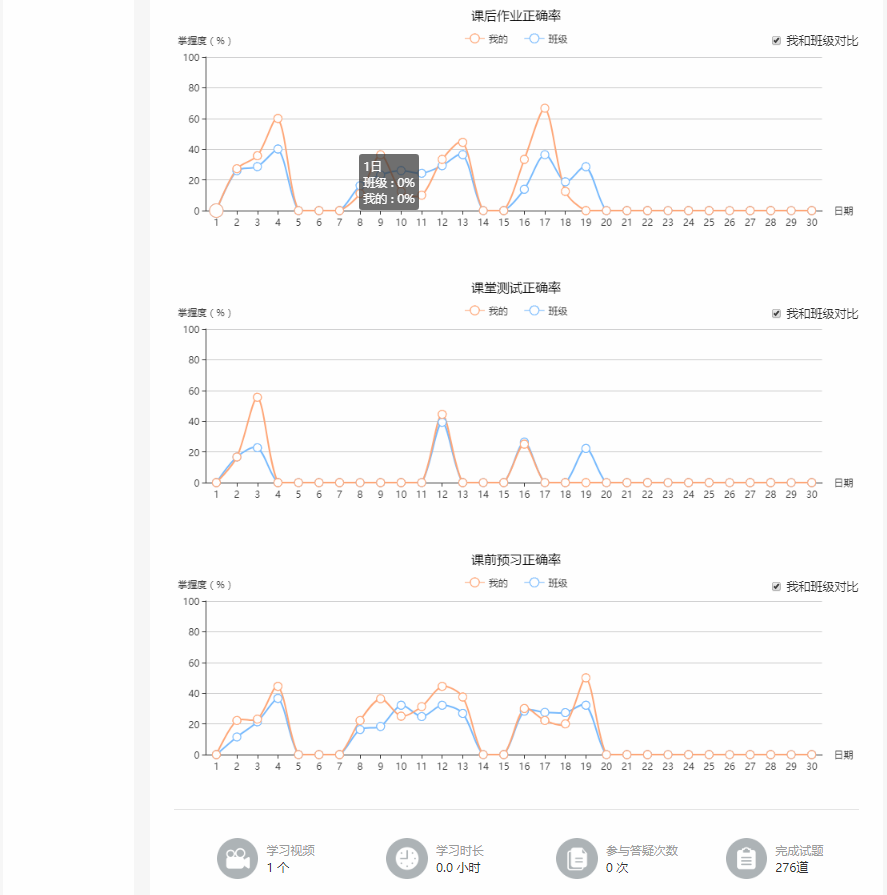 课后作业正确率
掌握度（%） 我的 班级 我和班级对比
100
80
60
40
20
0
1日
班级 : 0%
我的 : 0%
1 2 3 4 5 6 7 8 9 10 11 12 13 14 15 16 17 18 19 20 21 22 23 24 25 26 27 28 29 30 日期
课堂测试正确率
掌握度（%） 我的 班级 我和班级对比
100
80
60
40
20
0
1 2 3 4 5 6 7 8 9 10 11 12 13 14 15 16 17 18 19 20 21 22 23 24 25 26 27 28 29 30 日期
课前预习正确率
掌握度（%） 我的 班级 我和班级对比
100
80
60
40
20
0
1 2 3 4 5 6 7 8 9 10 11 12 13 14 15 16 17 18 19 20 21 22 23 24 25 26 27 28 29 30 日期
学习视频 学习时长 参与答疑次数 完成试题
1 个 0.0 小时 0 次 276道